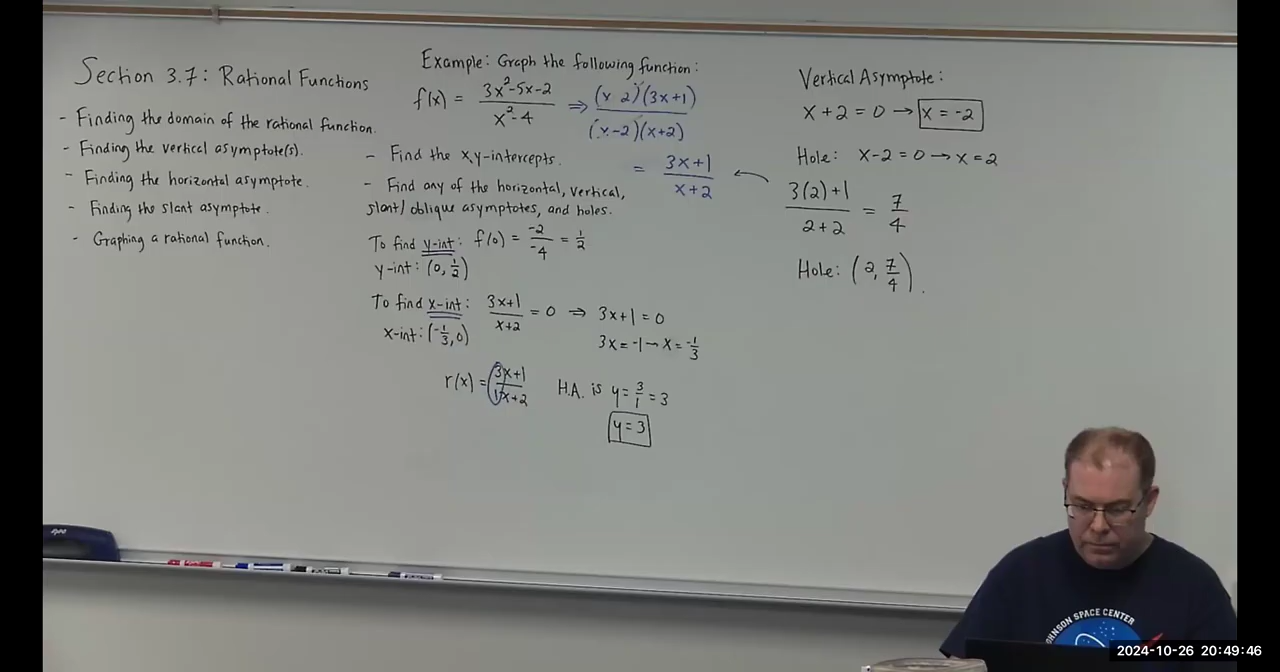 Section 3.7: Rational Functions
- Finding the domain of the rational function.
- Finding the vertical asymptote(s).
- Finding the horizontal asymptote.
- Finding the slant asymptote.
- Graphing a rational function.
Example: Graph the following function:
f(x) = (3x²-5x-2)/(x²-4) ⇒ (x-2)(3x+1)/(x-2)(x+2)
= (3x+1)/(x+2) ←
- Find the x,y-intercepts.
- Find any of the horizontal, vertical,
slant/oblique asymptotes, and holes.
To find y-int: f(0) = -2/-4 = 1/2
y-int: (0, 1/2)
To find x-int: (3x+1)/(x+2) = 0 ⇒ 3x+1=0
x-int: (-1/3, 0)
3x = -1 → x = -1/3
r(x) = (3x+1)/(1x+2)
H.A. is y = 3/1 = 3
y = 3
Vertical Asymptote:
x+2 = 0 → x = -2
Hole: x-2 = 0 → x = 2
(3(2)+1)/(2+2) = 7/4
Hole: (2, 7/4).
expo
JOHNSON SPACE CENTER
2024-10-26 20:49:46